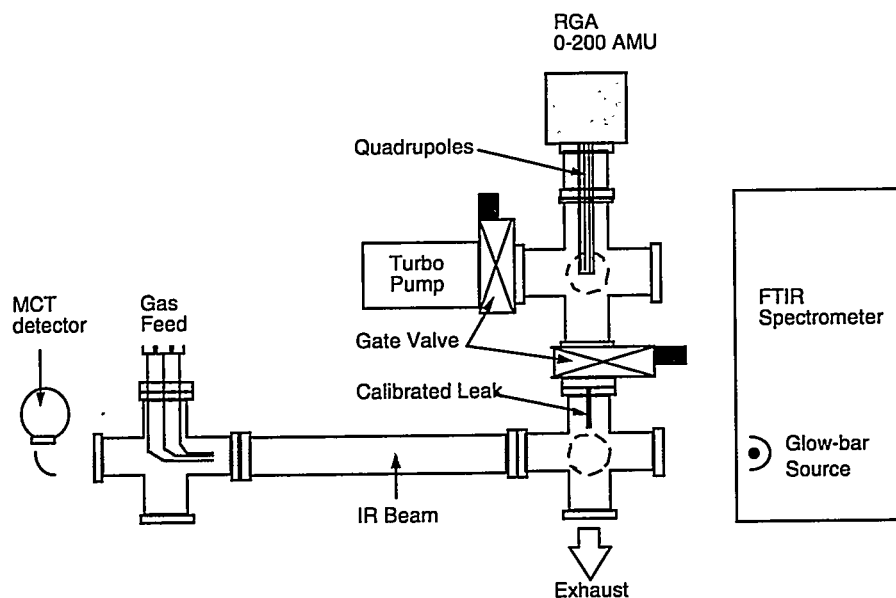 RGA
0-200 AMU
Quadrupoles
Turbo
Pump
MCT
detector
Gas
Feed
Gate Valve
FTIR
Spectrometer
Calibrated Leak
Glow-bar
Source
IR Beam
Exhaust